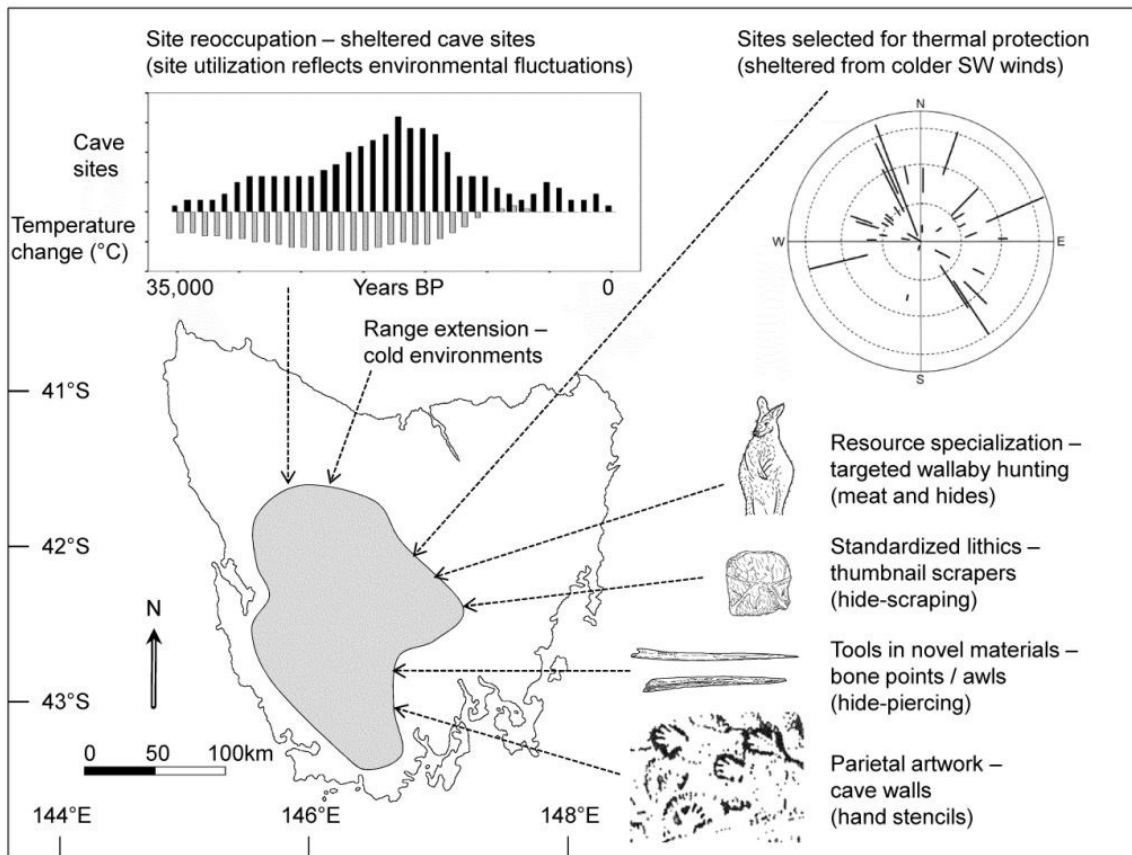 Site reoccupation – sheltered cave sites
(site utilization reflects environmental fluctuations)
Sites selected for thermal protection
(sheltered from colder SW winds)
Cave
sites
Temperature
change (°C)
35,000
Years BP
0
N
W
E
S
Range extension –
cold environments
41°S
42°S
43°S
Resource specialization –
targeted wallaby hunting
(meat and hides)
Standardized lithics –
thumbnail scrapers
(hide-scraping)
Tools in novel materials –
bone points / awls
(hide-piercing)
Parietal artwork –
cave walls
(hand stencils)
N
0 50 100km
144°E
146°E
148°E